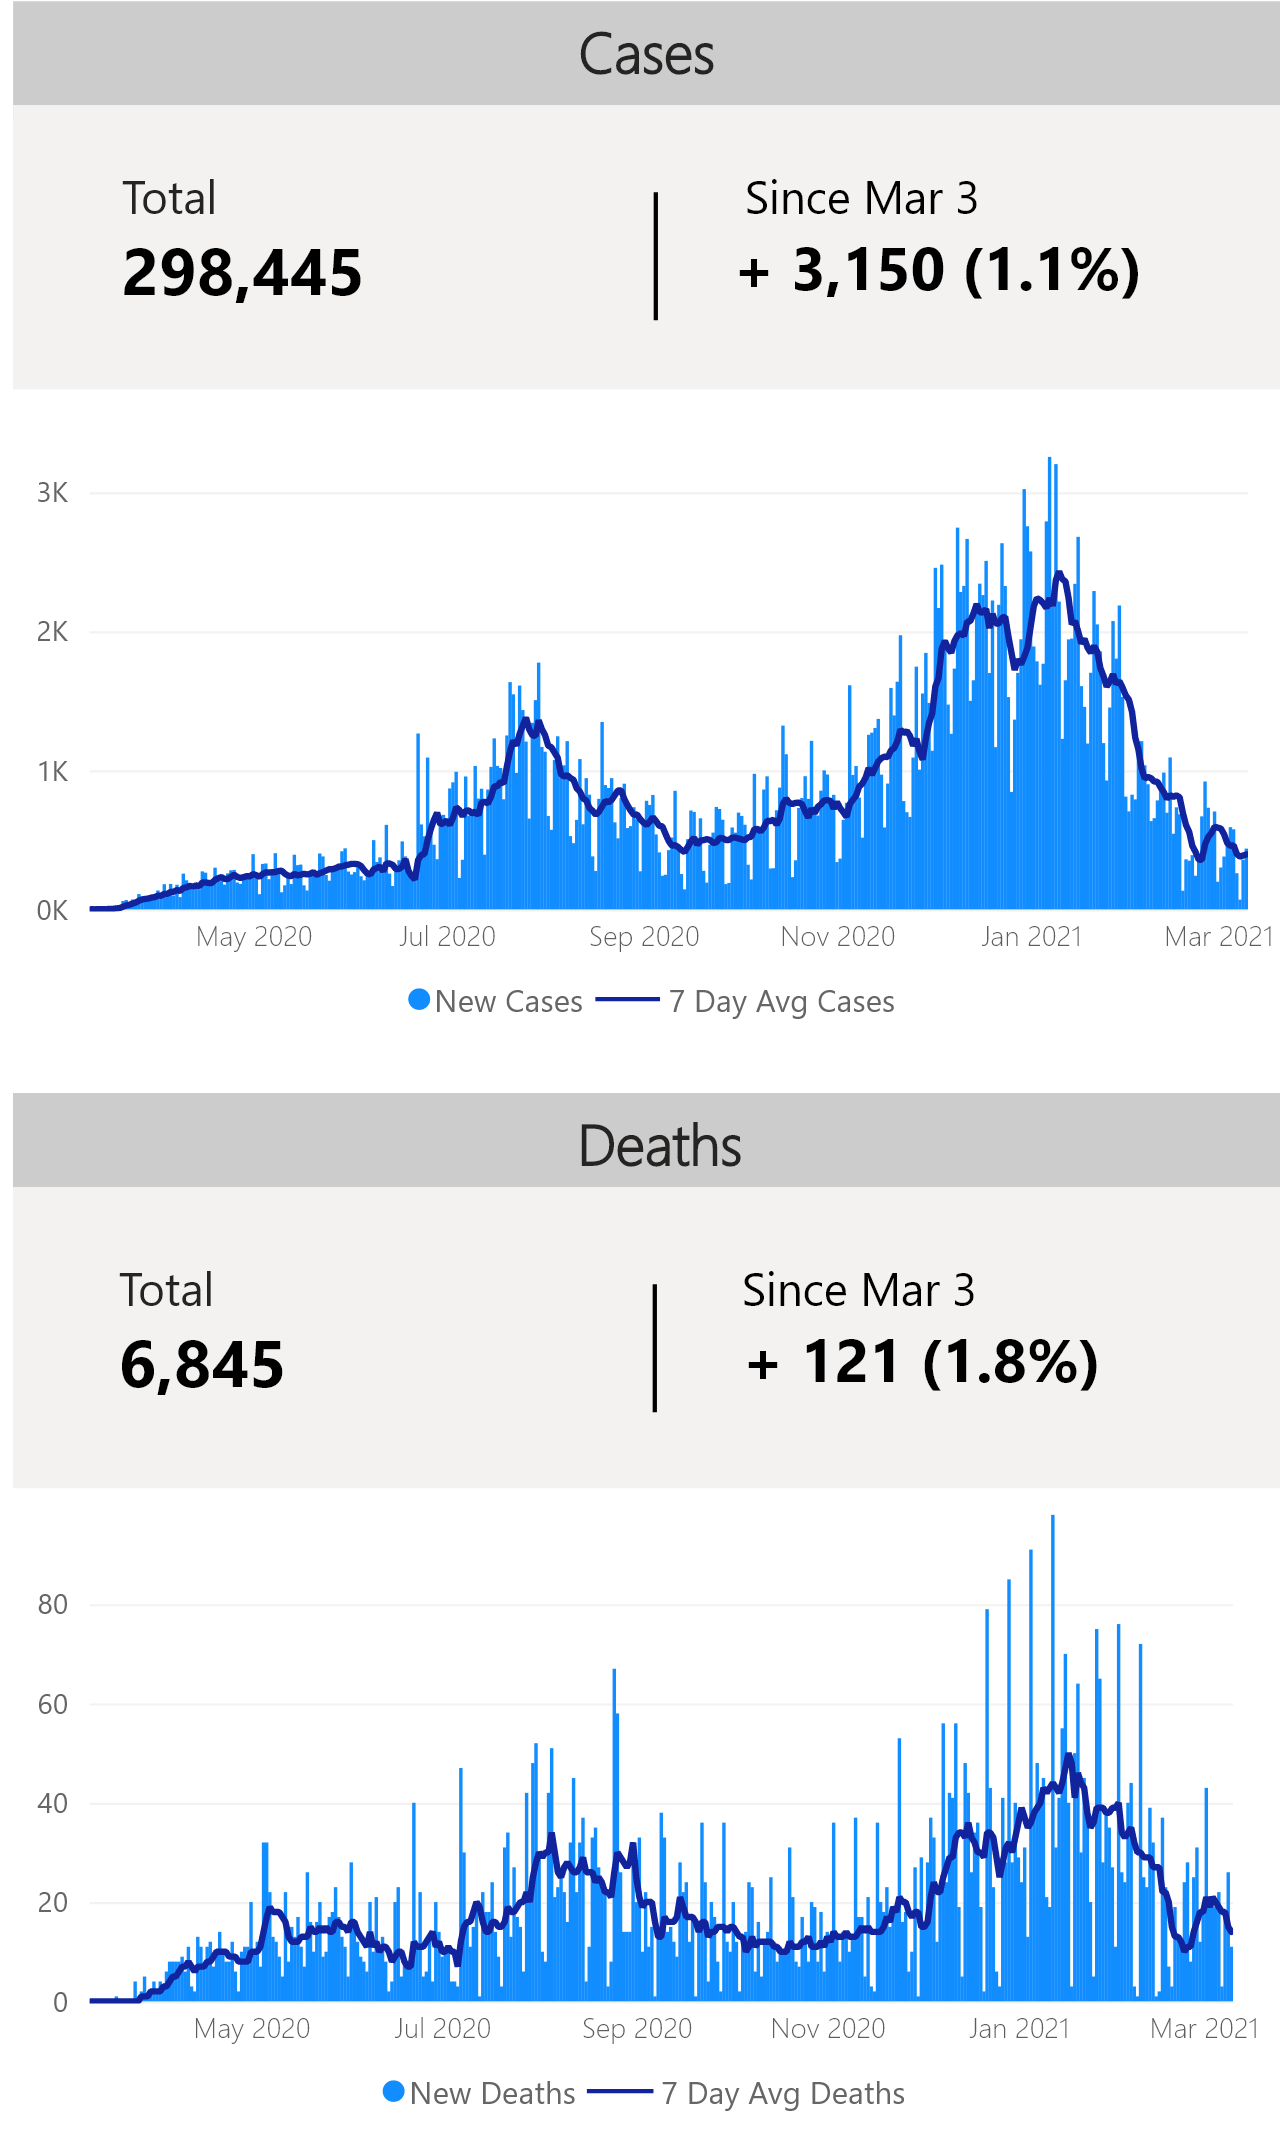 Cases
Total
Since Mar 3
298,445
+ 3,150 (1.1%)
3K
2K
1K
0K
May 2020
Jul 2020
Sep 2020
Nov 2020
Jan 2021
Mar 2021
New Cases
7 Day Avg Cases
Deaths
Total
Since Mar 3
6,845
+ 121 (1.8%)
80
60
40
20
0
May 2020
Jul 2020
Sep 2020
Nov 2020
Jan 2021
Mar 2021
New Deaths
7 Day Avg Deaths